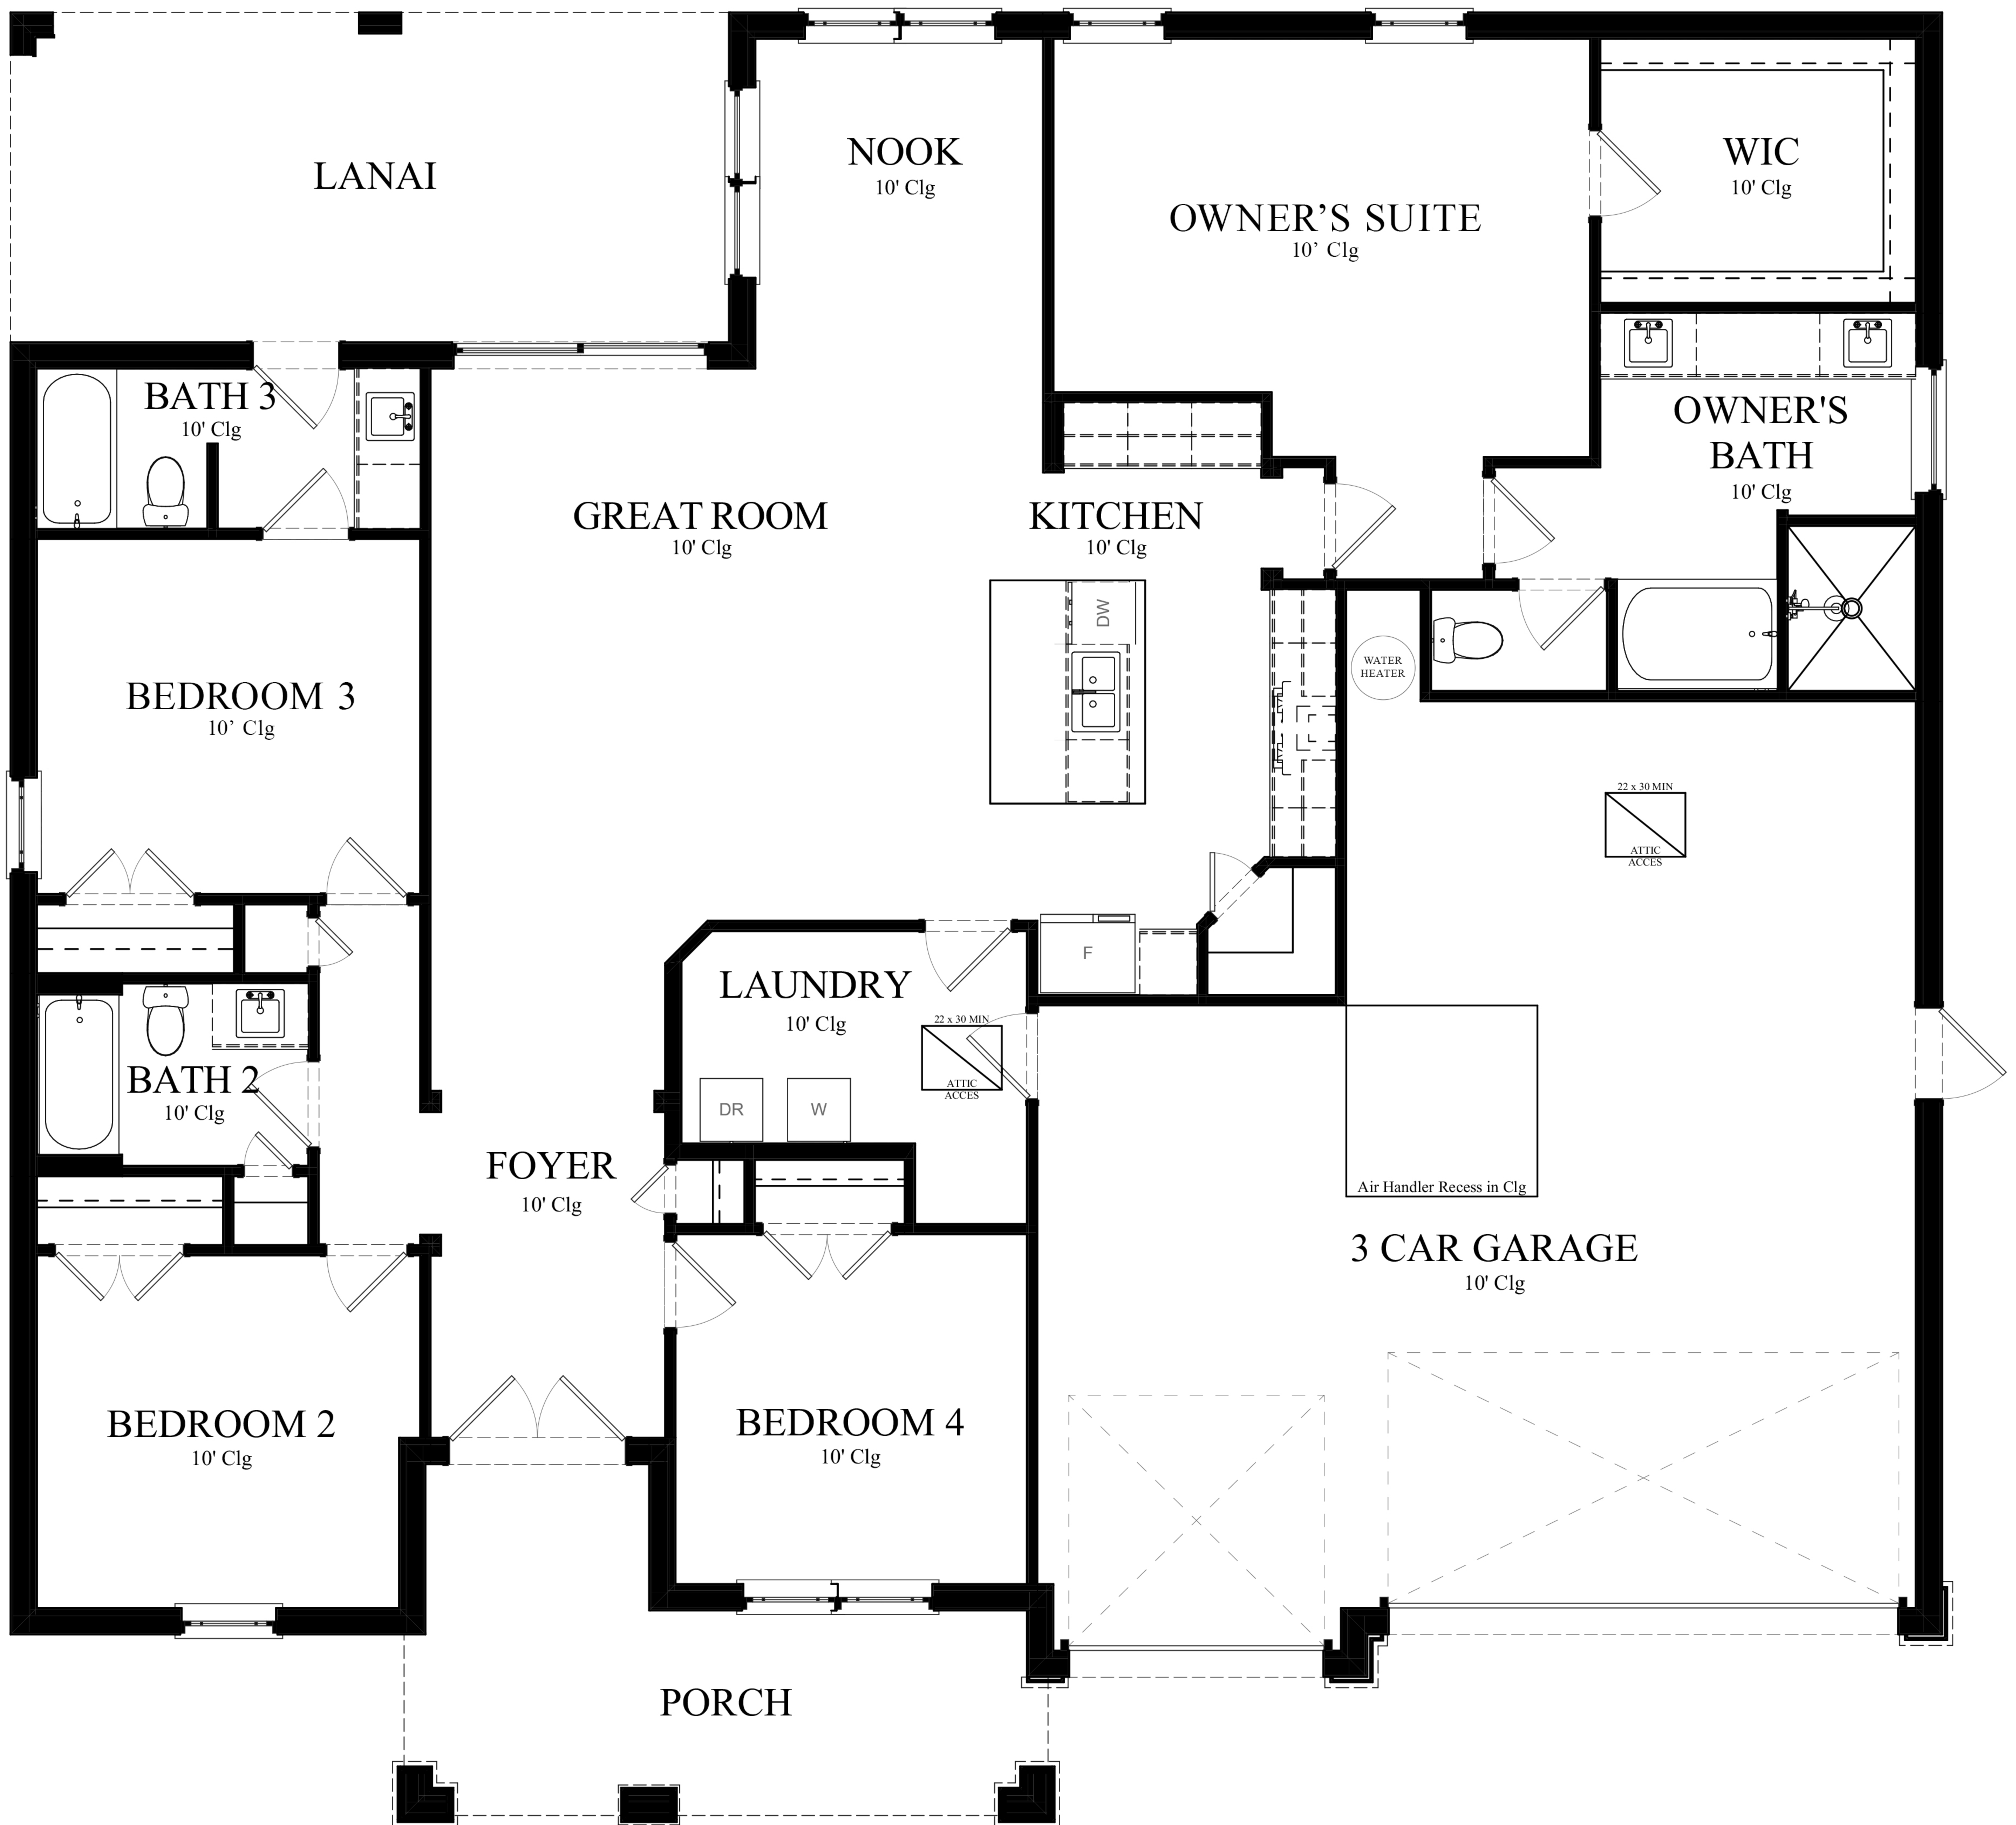 LANAI
NOOK
10' Clg
OWNER’S SUITE
10’ Clg
WIC
10' Clg
BATH 3
10' Clg
OWNER'S
BATH
10' Clg
GREAT ROOM
10' Clg
KITCHEN
10' Clg
DW
WATER
HEATER
BEDROOM 3
10’ Clg
22 x 30 MIN
ATTIC
ACCES
F
LAUNDRY
10' Clg
22 x 30 MIN
ATTIC
ACCES
DR
W
BATH 2
10' Clg
FOYER
10' Clg
Air Handler Recess in Clg
3 CAR GARAGE
10' Clg
BEDROOM 2
10' Clg
BEDROOM 4
10' Clg
PORCH